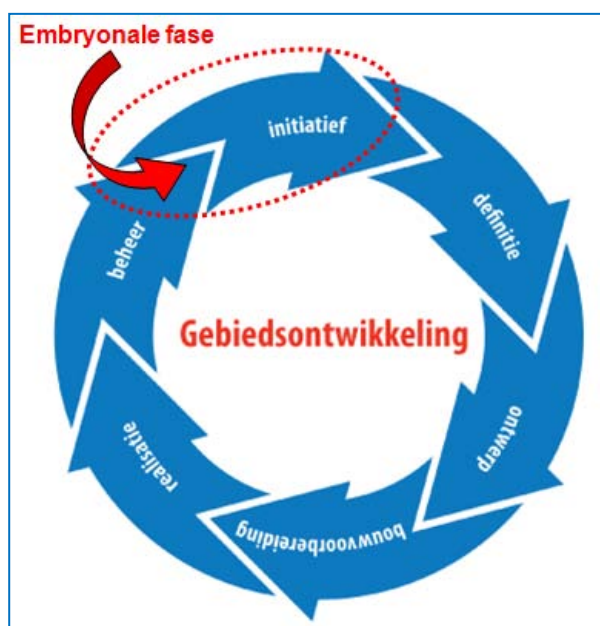 Embryonale fase
initiatief
definitie
ontwerp
bouwvoorbereiding
realisatie
beheer
Gebiedsontwikkeling